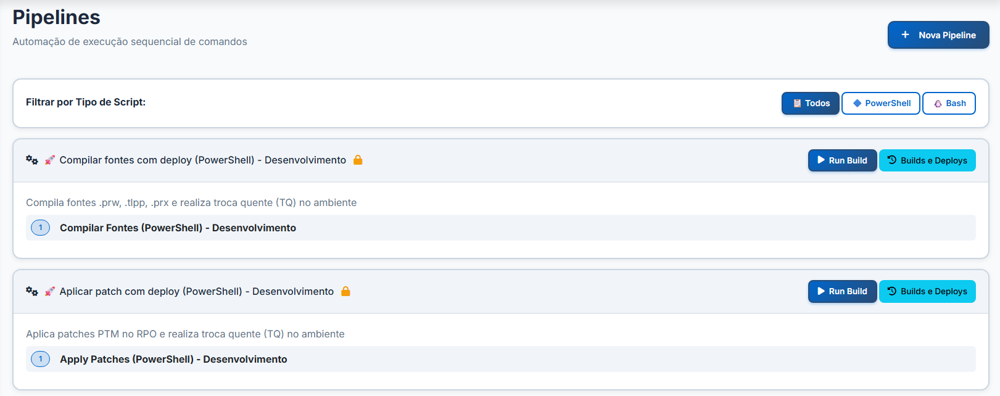 Pipelines
Automação de execução sequencial de comandos
+ Nova Pipeline
Filtrar por Tipo de Script:
Todos
PowerShell
Bash
Compilar fontes com deploy (PowerShell) - Desenvolvimento
Run Build
Builds e Deploys
Compila fontes .prw, .tlpp, .prx e realiza troca quente (TQ) no ambiente
1 Compilar Fontes (PowerShell) - Desenvolvimento
Aplicar patch com deploy (PowerShell) - Desenvolvimento
Run Build
Builds e Deploys
Aplica patches PTM no RPO e realiza troca quente (TQ) no ambiente
1 Apply Patches (PowerShell) - Desenvolvimento